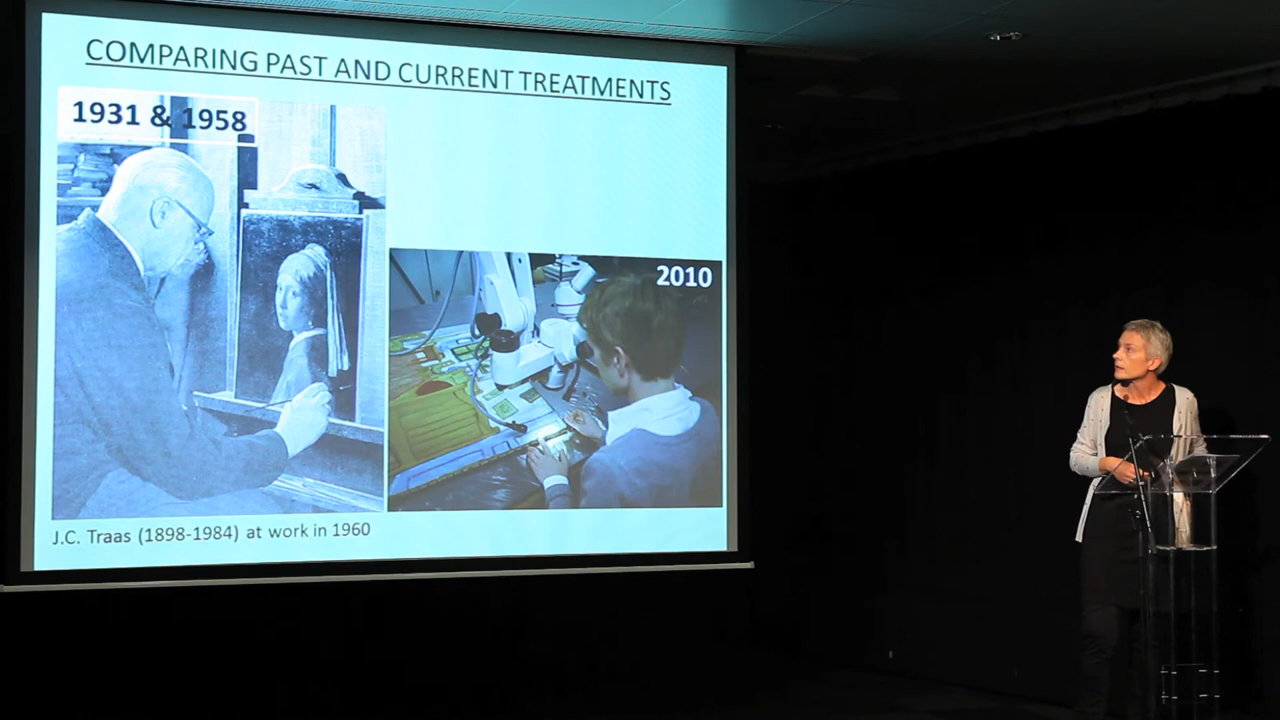 COMPARING PAST AND CURRENT TREATMENTS
1931 & 1958
2010
J.C. Traas (1898-1984) at work in 1960